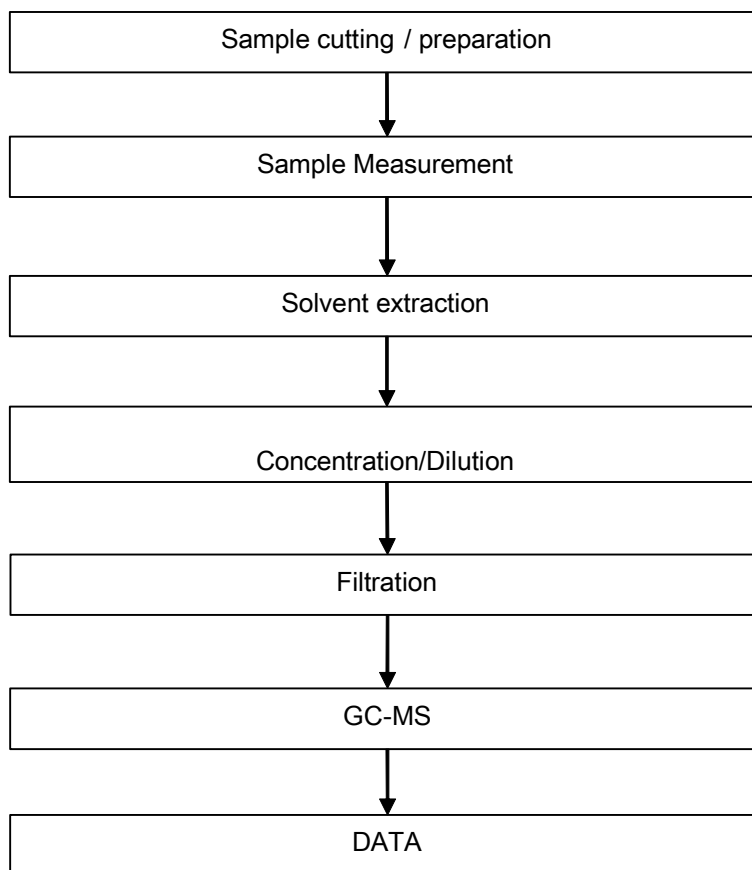 Sample cutting / preparation
Sample Measurement
Solvent extraction
Concentration/Dilution
Filtration
GC-MS
DATA